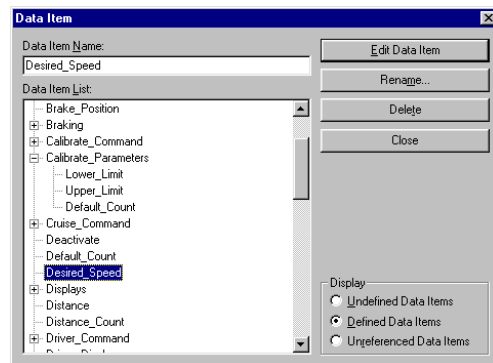 Data Item
Data Item Name:
Desired_Speed
Data Item List:
Brake_Position
Braking
Calibrate_Command
Calibrate_Parameters
Lower_Limit
Upper_Limit
Default_Count
Cruise_Command
Deactivate
Default_Count
Desired_Speed
Displays
Distance
Distance_Count
Driver_Command
Edit Data Item
Rename...
Delete
Close
Display
Undefined Data Items
Defined Data Items
Unreferenced Data Items